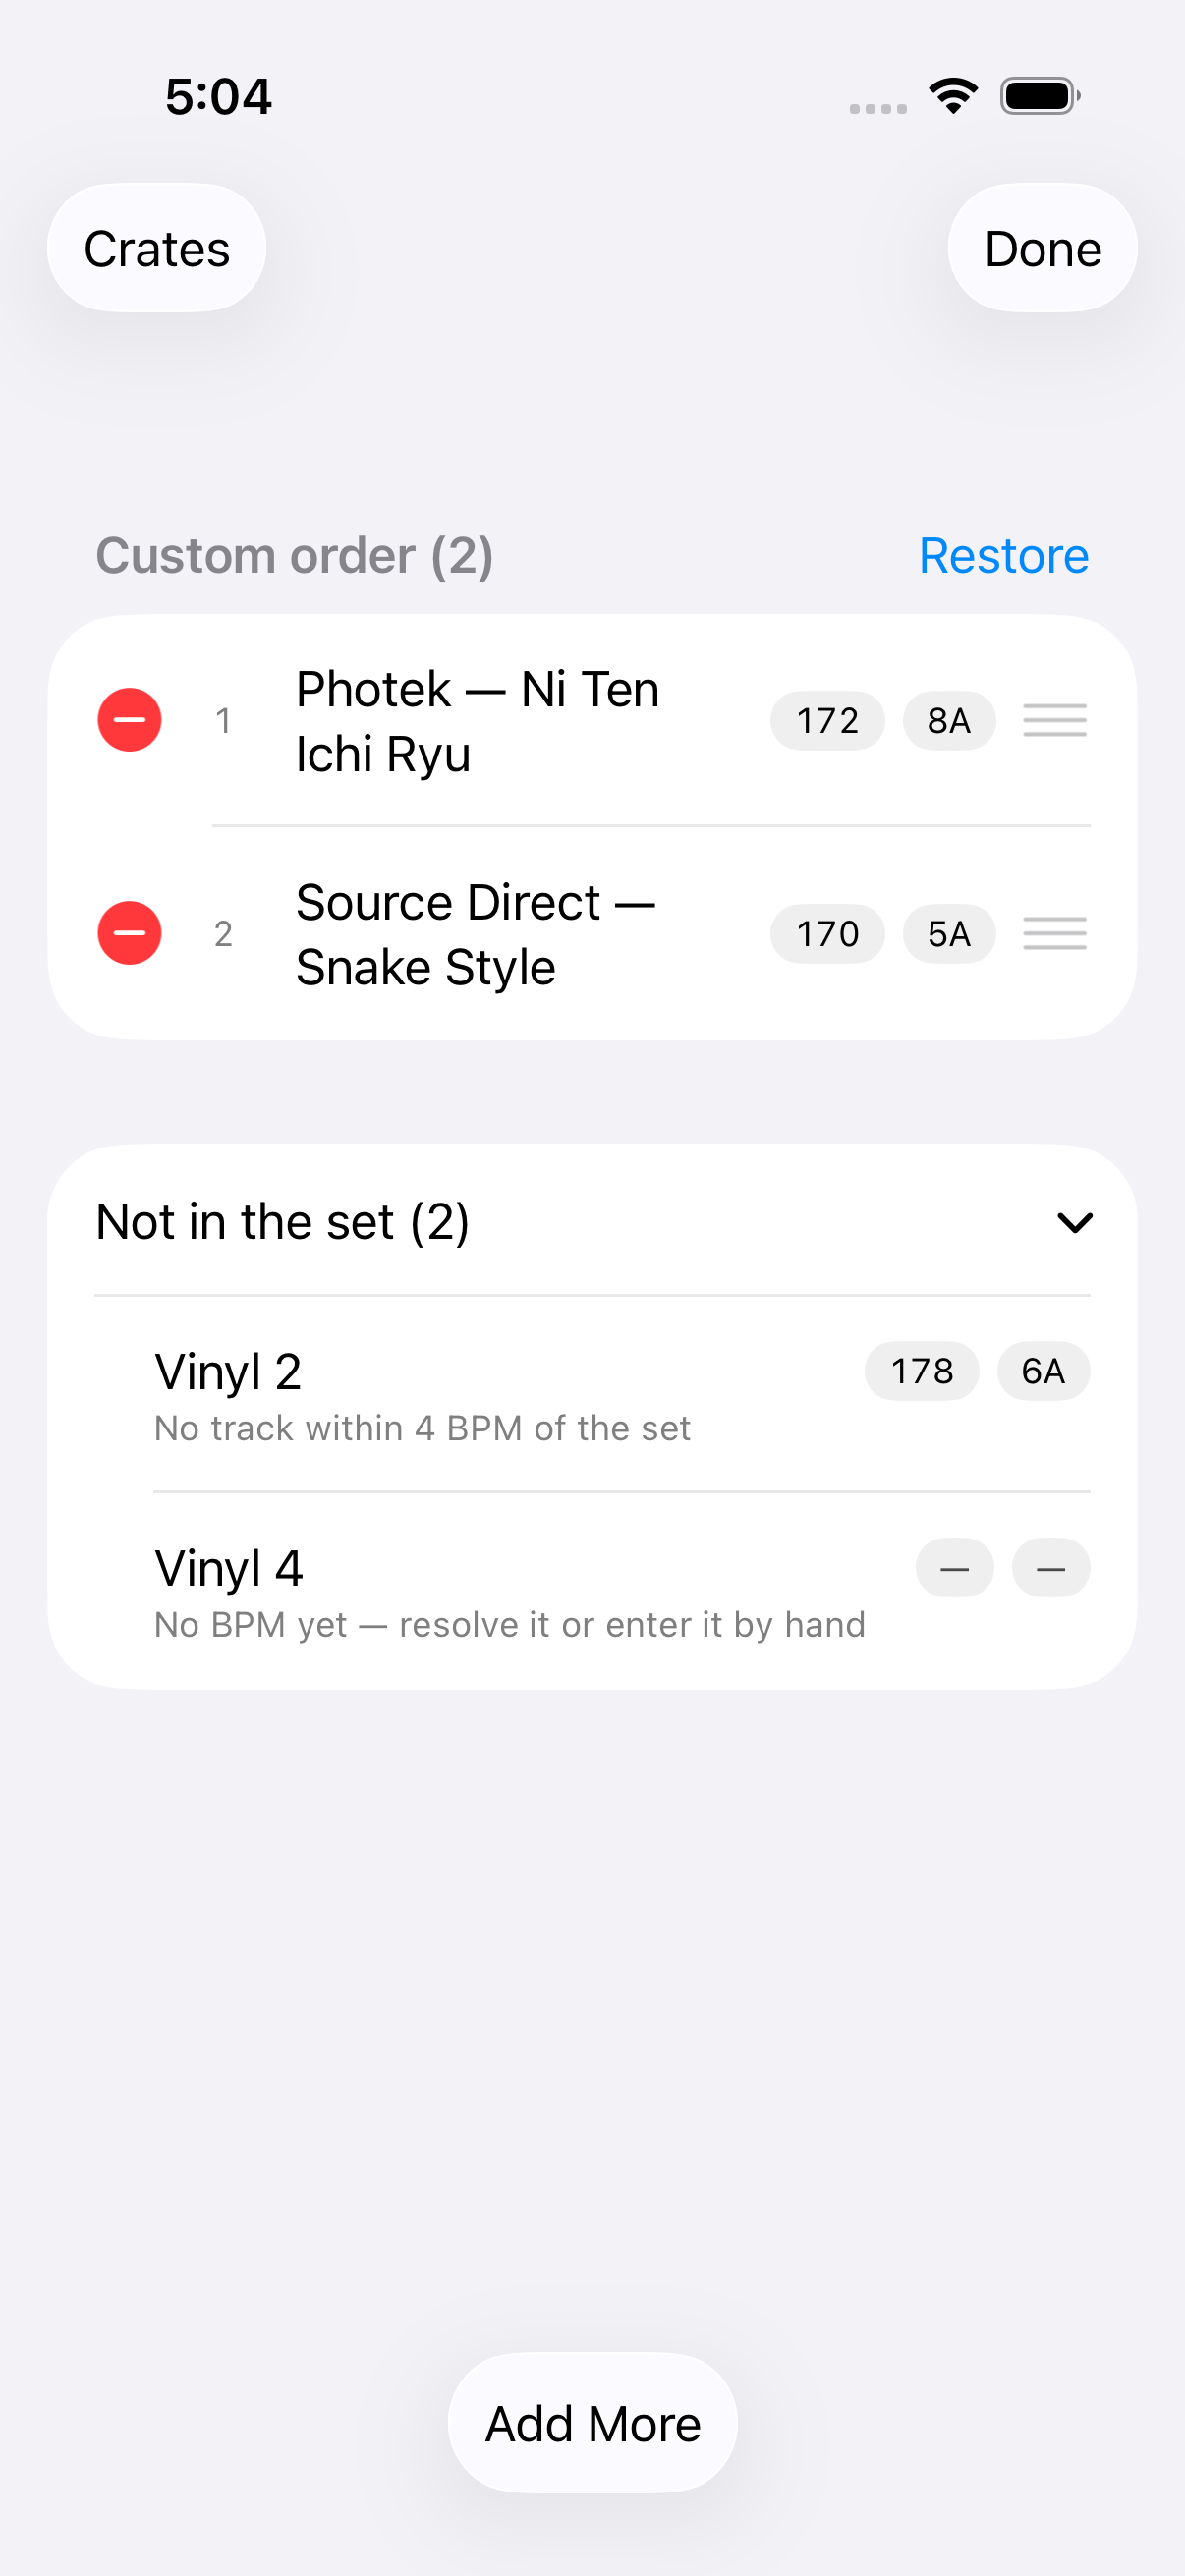 5:04
Crates
Done
Custom order (2)
Restore
1
Photek — Ni Ten
Ichi Ryu
172
8A
2
Source Direct —
Snake Style
170
5A
Not in the set (2)
Vinyl 2
178
6A
No track within 4 BPM of the set
Vinyl 4
—
—
No BPM yet — resolve it or enter it by hand
Add More